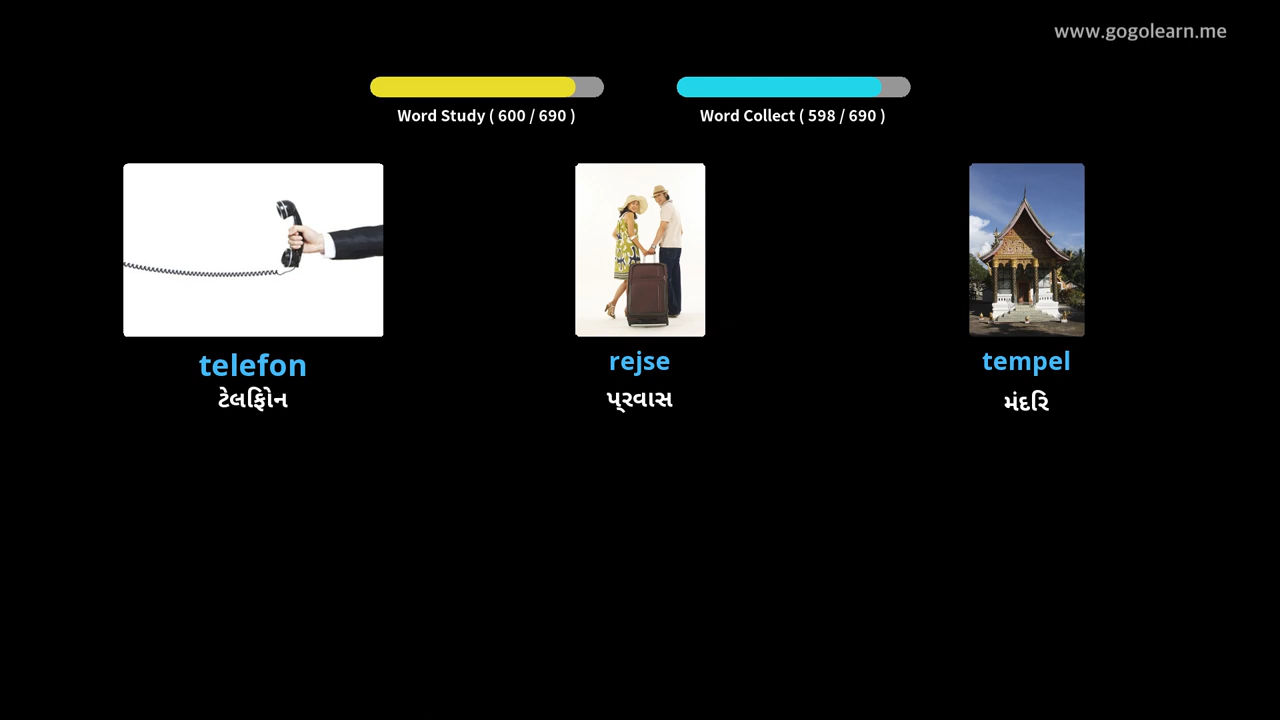 www.gogolearn.me
Word Study ( 600 / 690 )
Word Collect ( 598 / 690 )
telefon
ટેલિફોન
rejse
પ્રવાસ
tempel
મંદિર